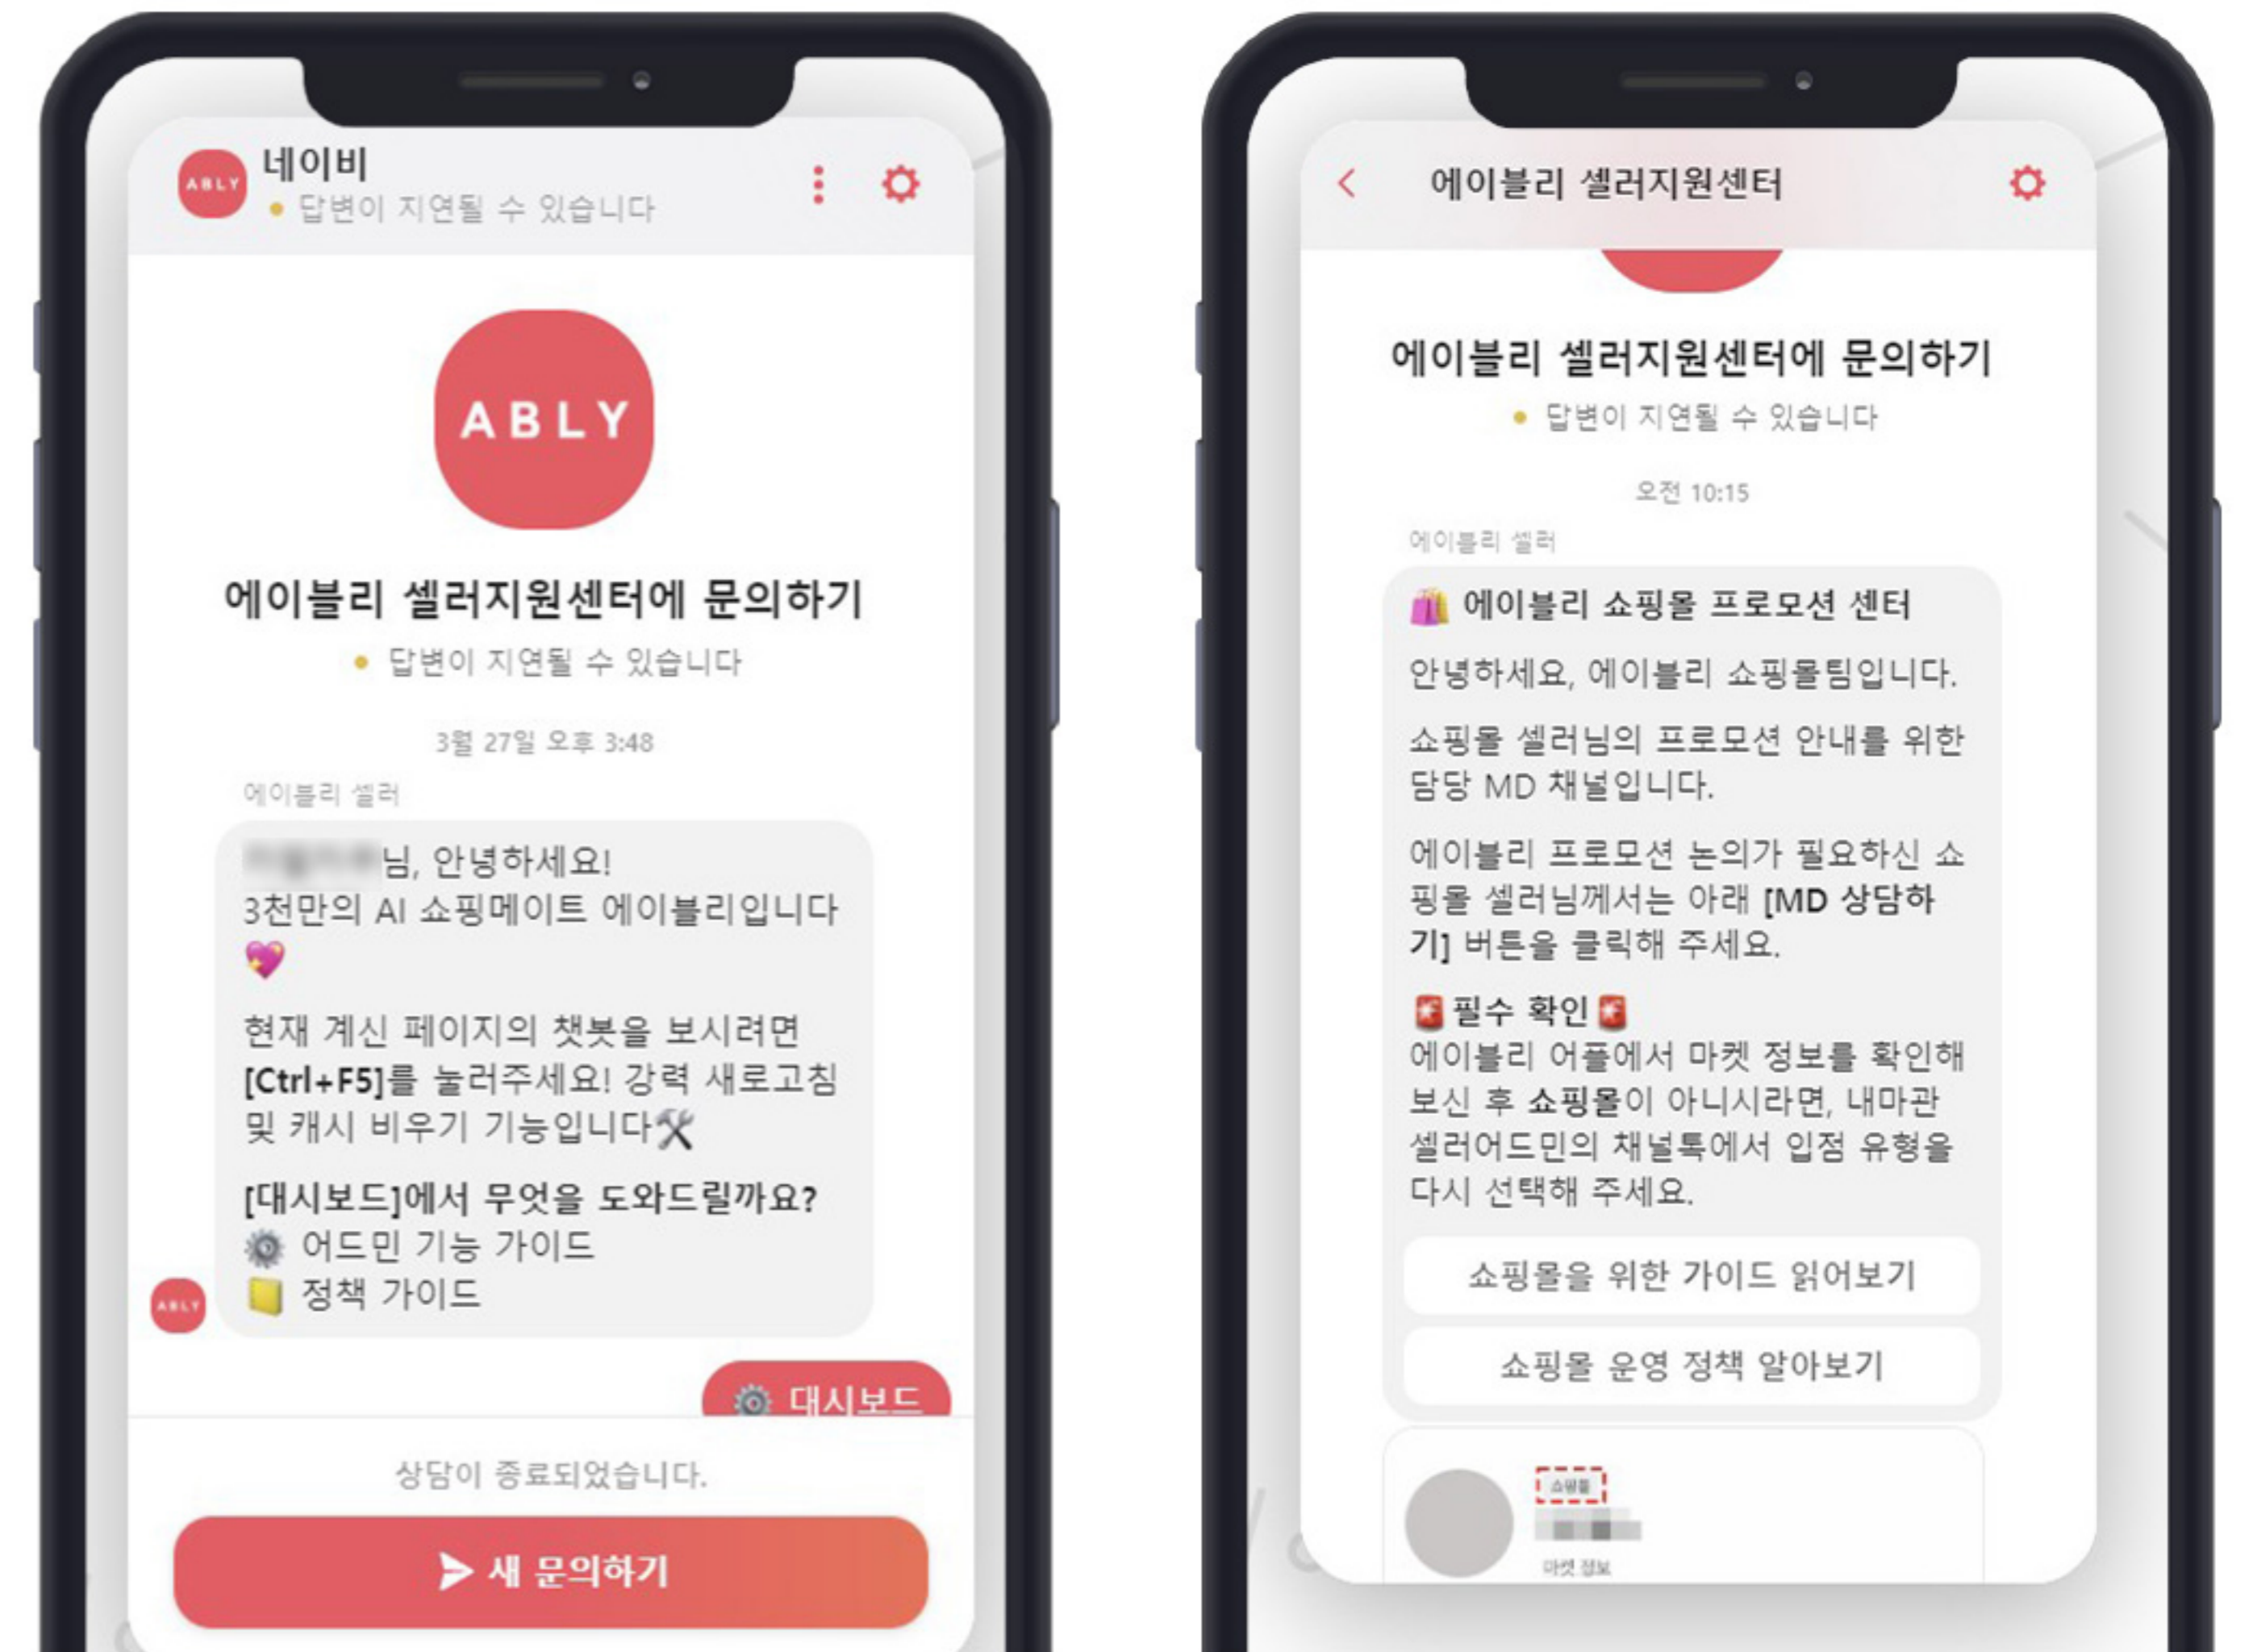 ABLY
네이비
답변이 지연될 수 있습니다
ABLY
에이블리 셀러지원센터에 문의하기
답변이 지연될 수 있습니다
3월 27일 오후 3:48
에이블리 셀러
님, 안녕하세요!
3천만의 AI 쇼핑메이트 에이블리입니다
💖
현재 계신 페이지의 챗봇을 보시려면
[Ctrl+F5]를 눌러주세요! 강력 새로고침
및 캐시 비우기 기능입니다🛠️
[대시보드]에서 무엇을 도와드릴까요?
⚙️ 어드민 기능 가이드
📒 정책 가이드
ABLY
⚙️ 대시보드
상담이 종료되었습니다.
새 문의하기
에이블리 셀러지원센터
에이블리 셀러지원센터에 문의하기
답변이 지연될 수 있습니다
오전 10:15
에이블리 셀러
🛍️ 에이블리 쇼핑몰 프로모션 센터
안녕하세요, 에이블리 쇼핑몰팀입니다.
쇼핑몰 셀러님의 프로모션 안내를 위한
담당 MD 채널입니다.
에이블리 프로모션 논의가 필요하신 쇼
핑몰 셀러님께서는 아래 [MD 상담하
기] 버튼을 클릭해 주세요.
🚨필수 확인🚨
에이블리 어플에서 마켓 정보를 확인해
보신 후 쇼핑몰이 아니시라면, 내마관
셀러어드민의 채널톡에서 입점 유형을
다시 선택해 주세요.
쇼핑몰을 위한 가이드 읽어보기
쇼핑몰 운영 정책 알아보기
쇼핑몰
마켓 정보